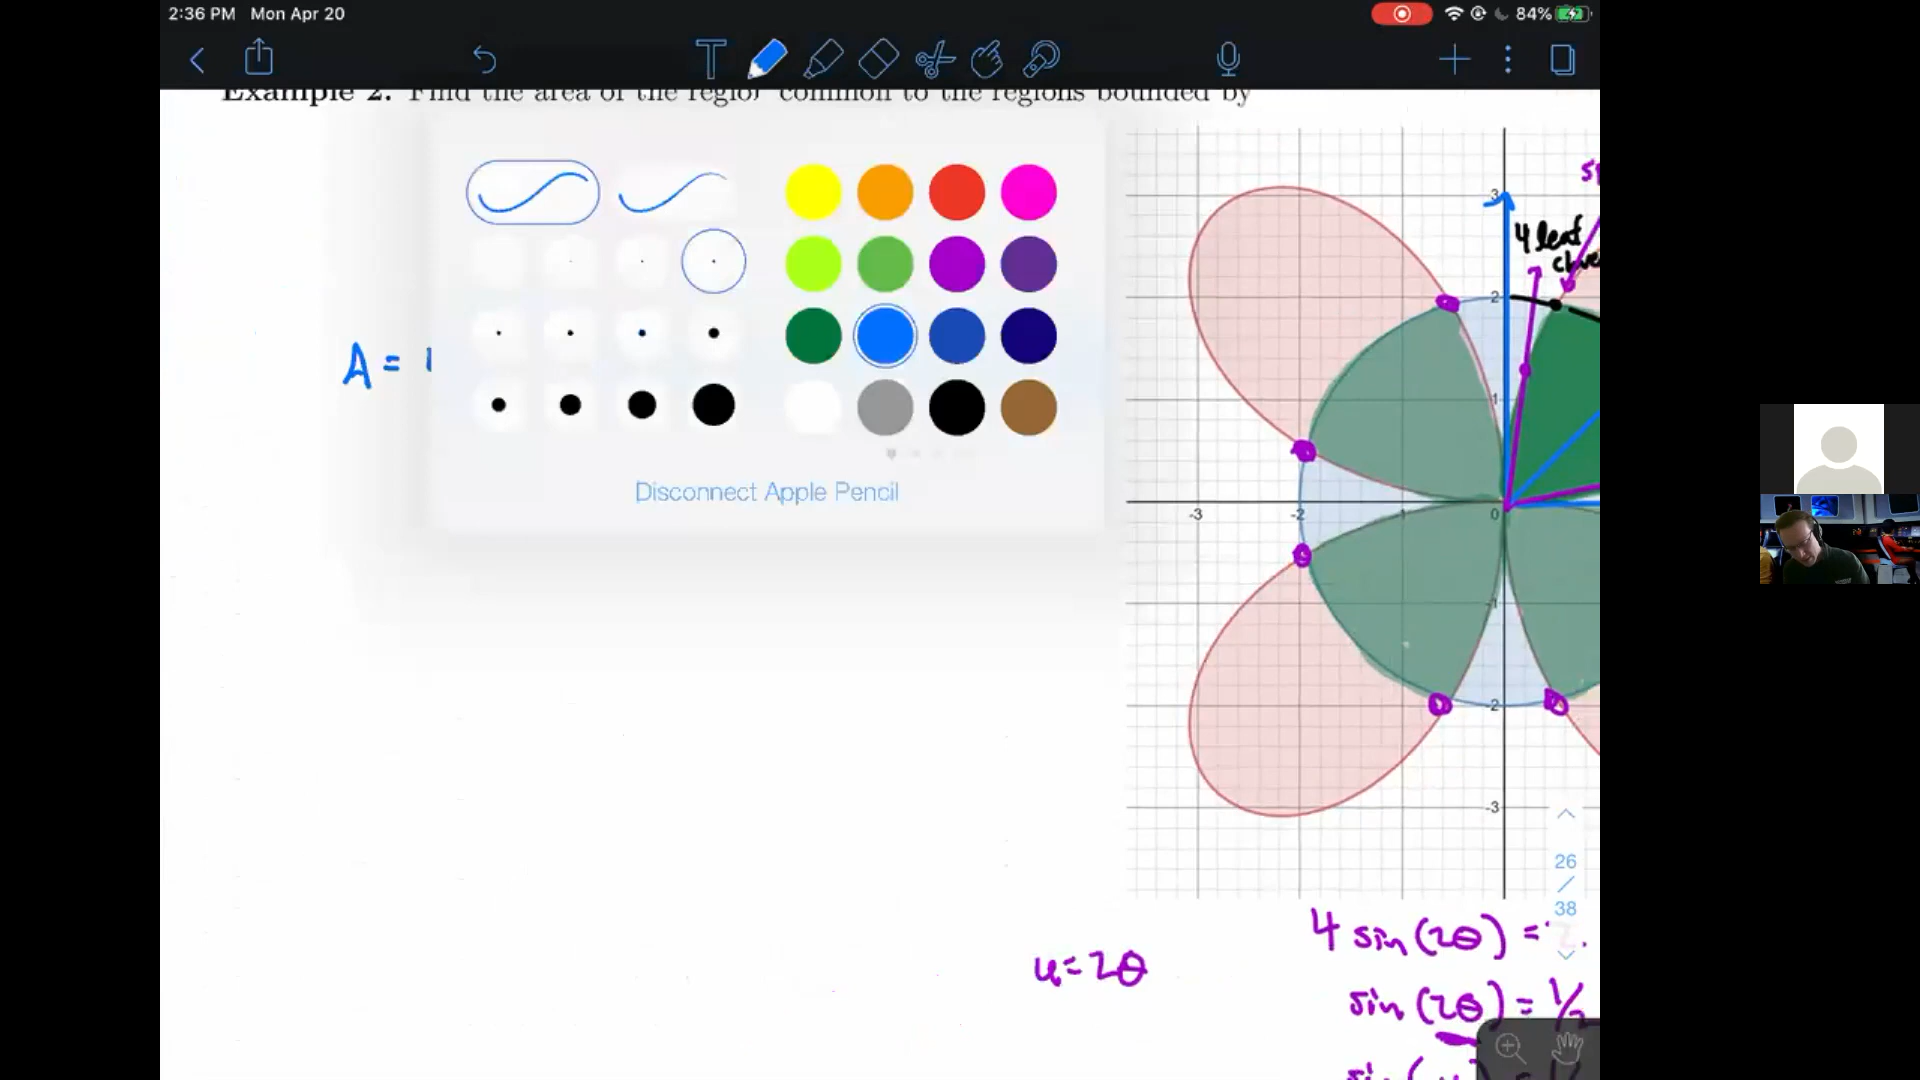 2:36 PM Mon Apr 20
84%
T
Example 2. Find the area of the region common to the regions bounded by
A =
Disconnect Apple Pencil
3
4 leaf
2
1
-3 -2 -1 0
-1
-2
-3
26
/
38
4 sin(2θ) = 2
u = 2θ
sin(2θ) = 1/2